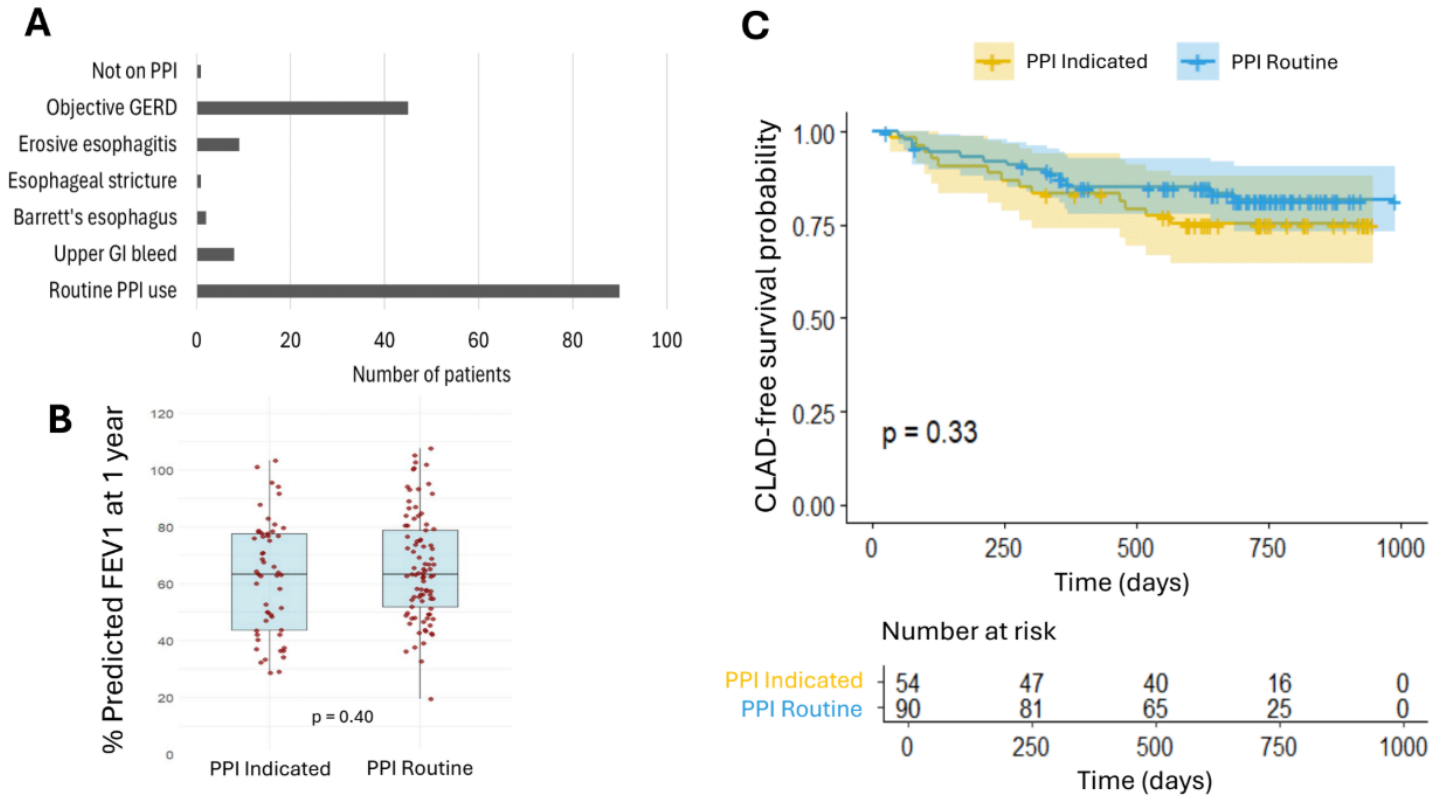 A
Not on PPI
Objective GERD
Erosive esophagitis
Esophageal stricture
Barrett's esophagus
Upper GI bleed
Routine PPI use
0 20 40 60 80 100
Number of patients
B
% Predicted FEV1 at 1 year
120
100
80
60
40
20
0
p = 0.40
PPI Indicated PPI Routine
C
PPI Indicated PPI Routine
CLAD-free survival probability
1.00
0.75
0.50
0.25
0.00
p = 0.33
0 250 500 750 1000
Time (days)
Number at risk
PPI Indicated 54 47 40 16 0
PPI Routine 90 81 65 25 0
0 250 500 750 1000
Time (days)